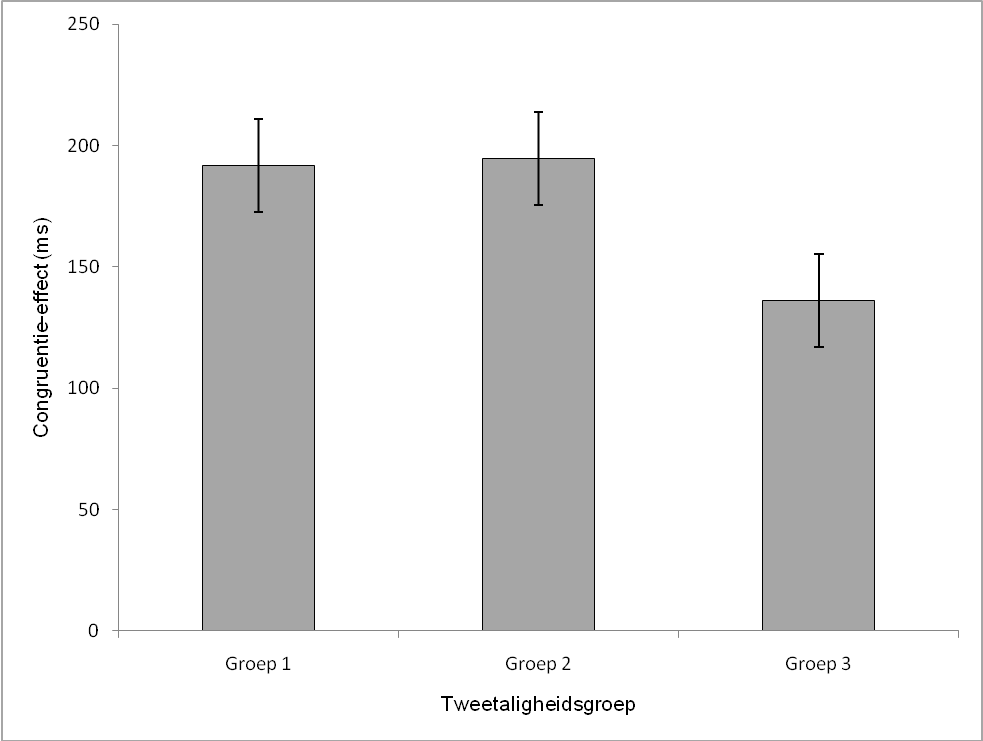 250
200
150
100
50
0
Congruentie-effect (ms)
Groep 1
Groep 2
Groep 3
Tweetaligheidsgroep